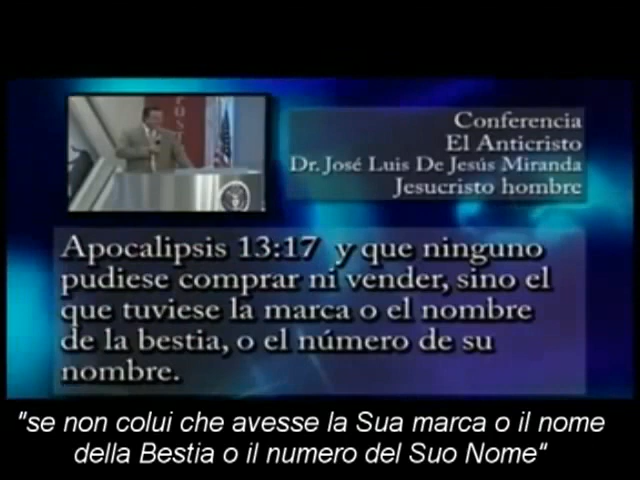 Conferencia
El Anticristo
Dr. José Luis De Jesús Miranda
Jesucristo hombre
Apocalipsis 13:17 y que ninguno
pudiese comprar ni vender, sino el
que tuviese la marca o el nombre
de la bestia, o el número de su
nombre.
"se non colui che avesse la Sua marca o il nome
della Bestia o il numero del Suo Nome"